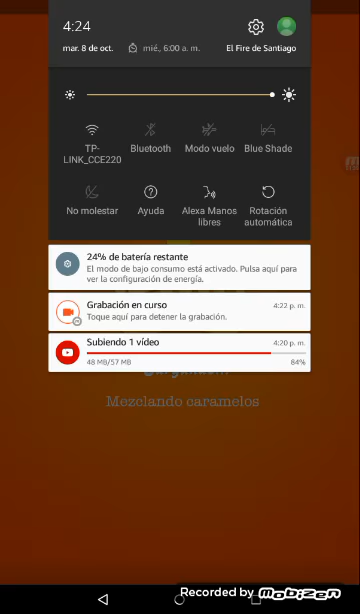 4:24
mar. 8 de oct.
mié., 6:00 a. m.
El Fire de Santiago
TP-LINK_CCE220
Bluetooth
Modo vuelo
Blue Shade
No molestar
Ayuda
Alexa Manos libres
Rotación automática
24% de batería restante
El modo de bajo consumo está activado. Pulsa aquí para
ver la configuración de energía.
Grabación en curso
4:22 p. m.
Toque aquí para detener la grabación.
Subiendo 1 vídeo
4:20 p. m.
48 MB/57 MB
84%
Mezclando caramelos
Recorded by Mobizen